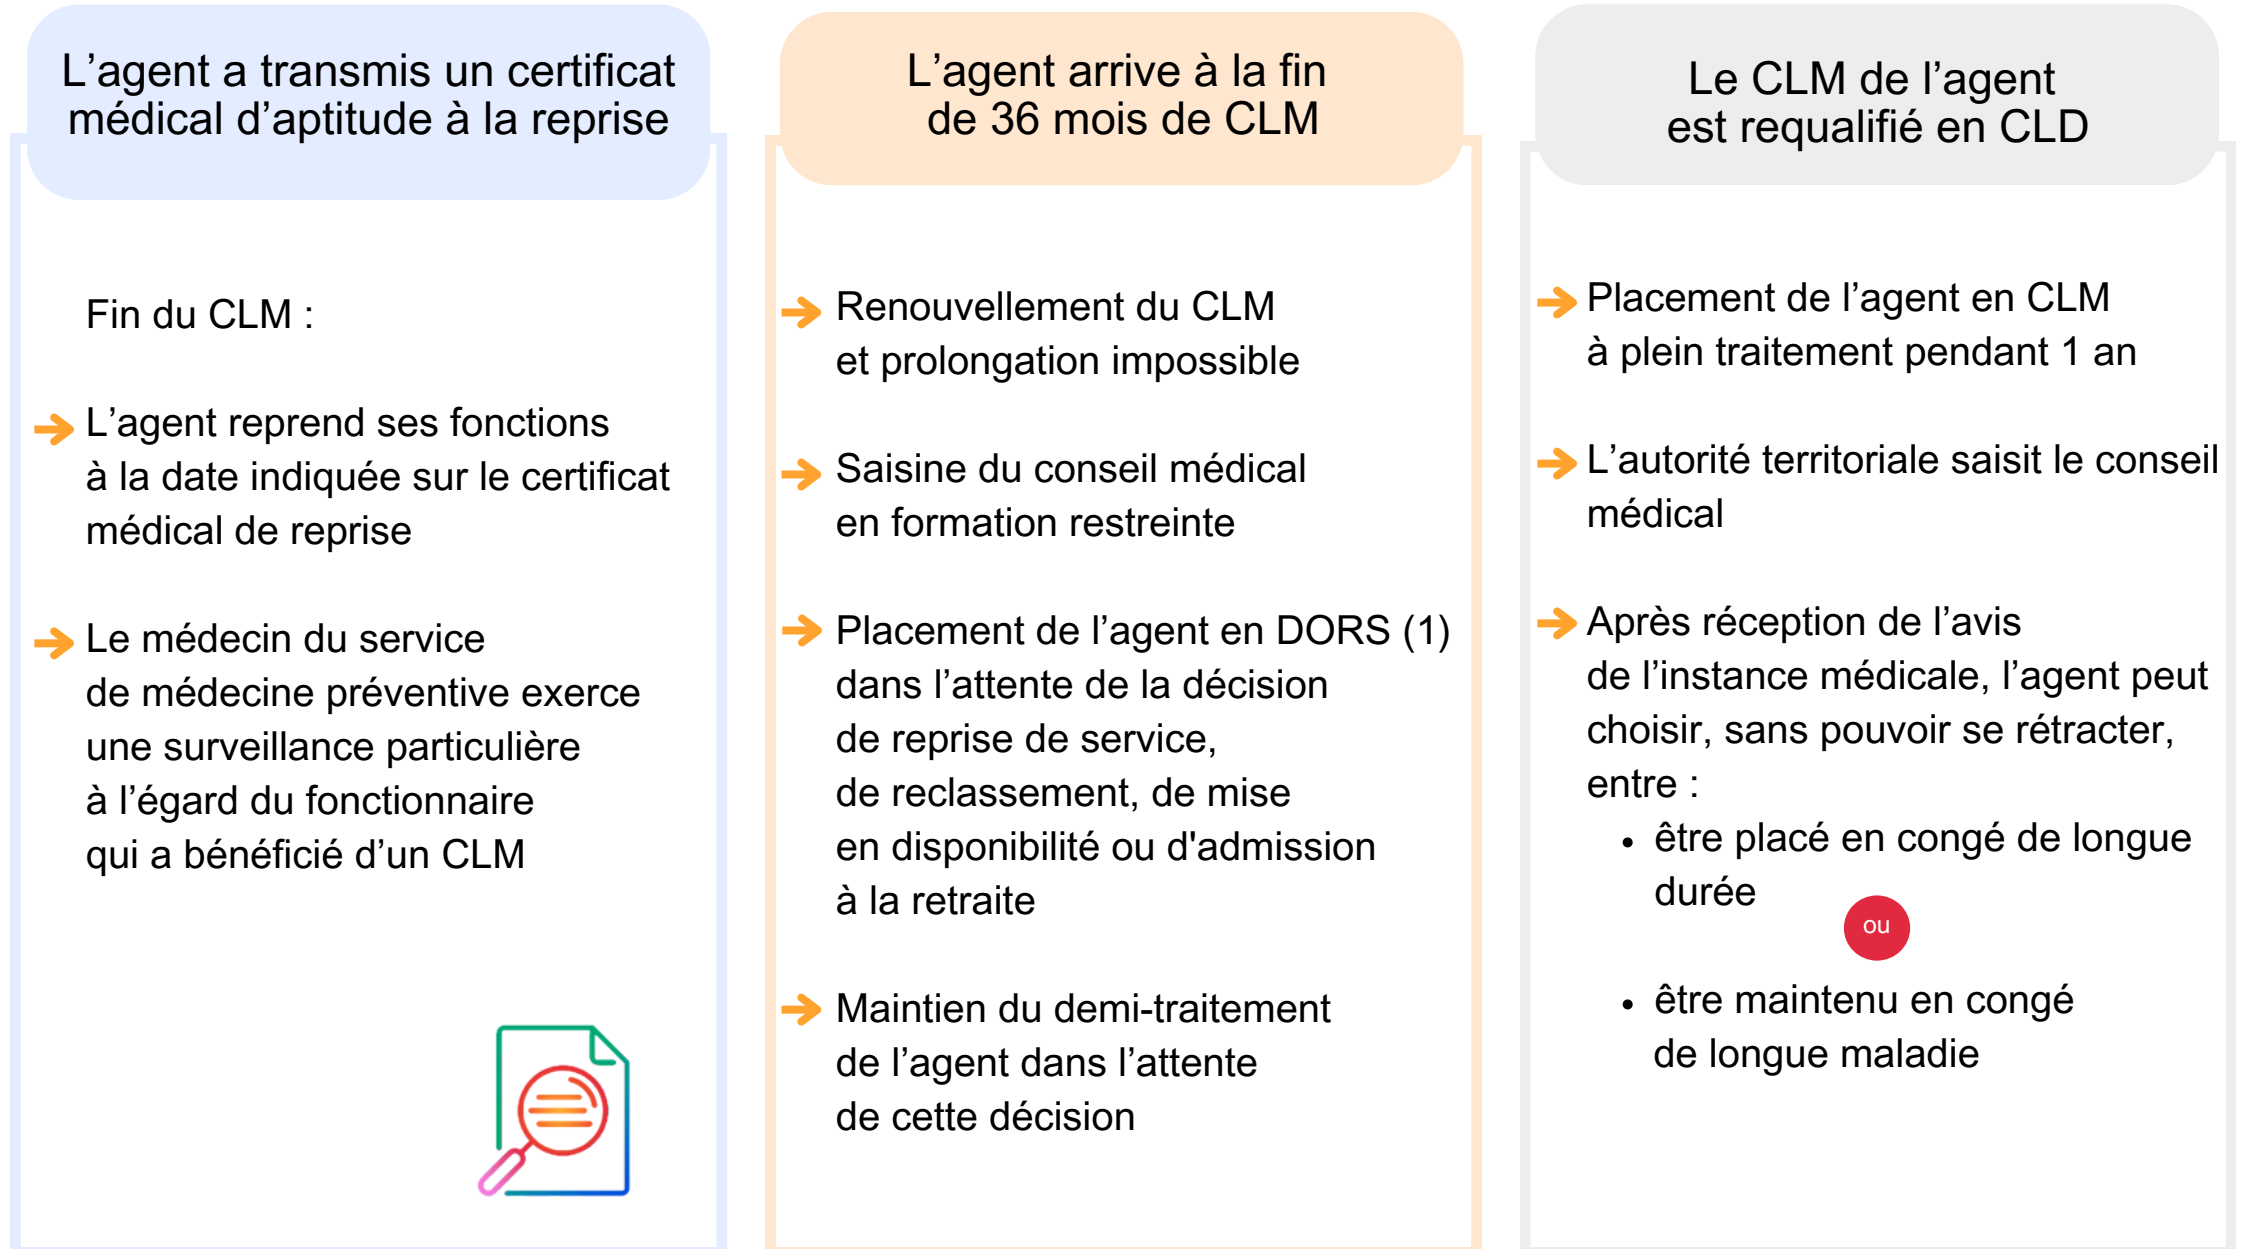 L’agent a transmis un certificat
médical d’aptitude à la reprise
Fin du CLM :
L’agent reprend ses fonctions
à la date indiquée sur le certificat
médical de reprise
Le médecin du service
de médecine préventive exerce
une surveillance particulière
à l’égard du fonctionnaire
qui a bénéficié d’un CLM
L’agent arrive à la fin
de 36 mois de CLM
Renouvellement du CLM
et prolongation impossible
Saisine du conseil médical
en formation restreinte
Placement de l’agent en DORS (1)
dans l’attente de la décision
de reprise de service,
de reclassement, de mise
en disponibilité ou d'admission
à la retraite
Maintien du demi-traitement
de l’agent dans l’attente
de cette décision
Le CLM de l’agent
est requalifié en CLD
Placement de l’agent en CLM
à plein traitement pendant 1 an
L’autorité territoriale saisit le conseil
médical
Après réception de l’avis
de l’instance médicale, l’agent peut
choisir, sans pouvoir se rétracter,
entre :
• être placé en congé de longue
durée
ou
• être maintenu en congé
de longue maladie